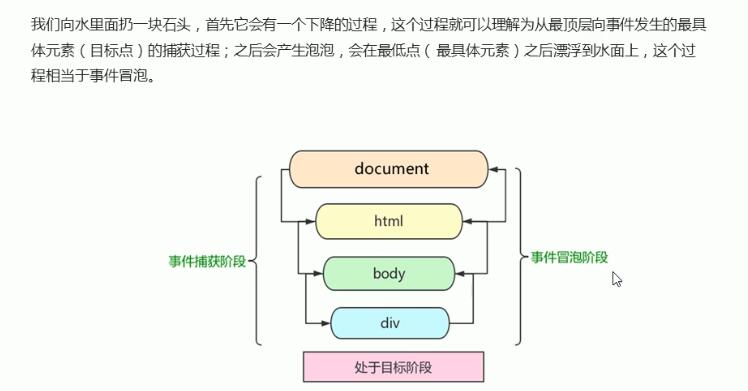 我们向水里面扔一块石头，首先它会有一个下降的过程，这个过程就可以理解为从最顶层向事件发生的最具
体元素（目标点）的捕获过程；之后会产生泡泡，会在最低点（ 最具体元素）之后漂浮到水面上，这个过
程相当于事件冒泡。
document
html
事件捕获阶段
事件冒泡阶段
body
div
处于目标阶段